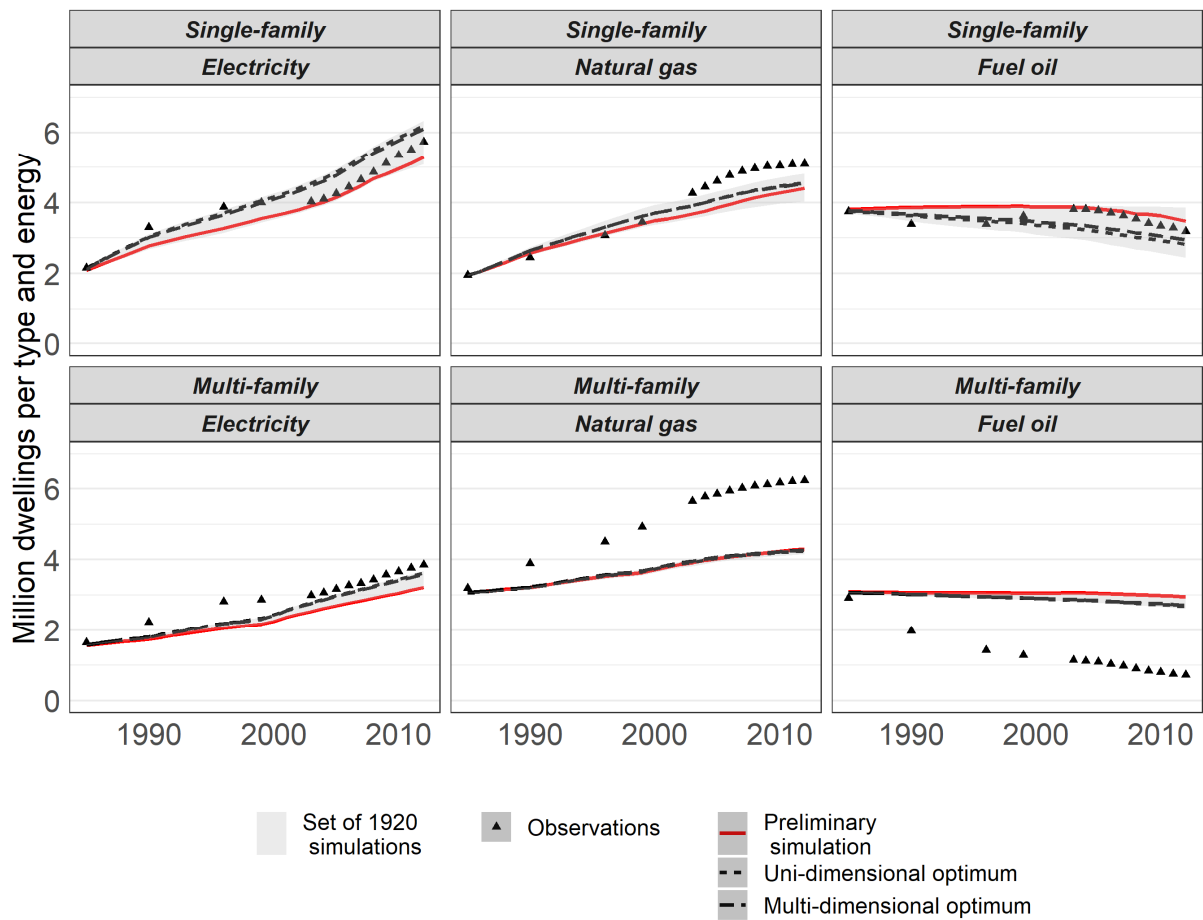 Single-family
Single-family
Single-family
Electricity
Natural gas
Fuel oil
6
4
2
0
Multi-family
Multi-family
Multi-family
Electricity
Natural gas
Fuel oil
6
4
2
0
Million dwellings per type and energy
1990
2000
2010
1990
2000
2010
1990
2000
2010
Set of 1920
simulations
Observations
Preliminary
simulation
Uni-dimensional optimum
Multi-dimensional optimum